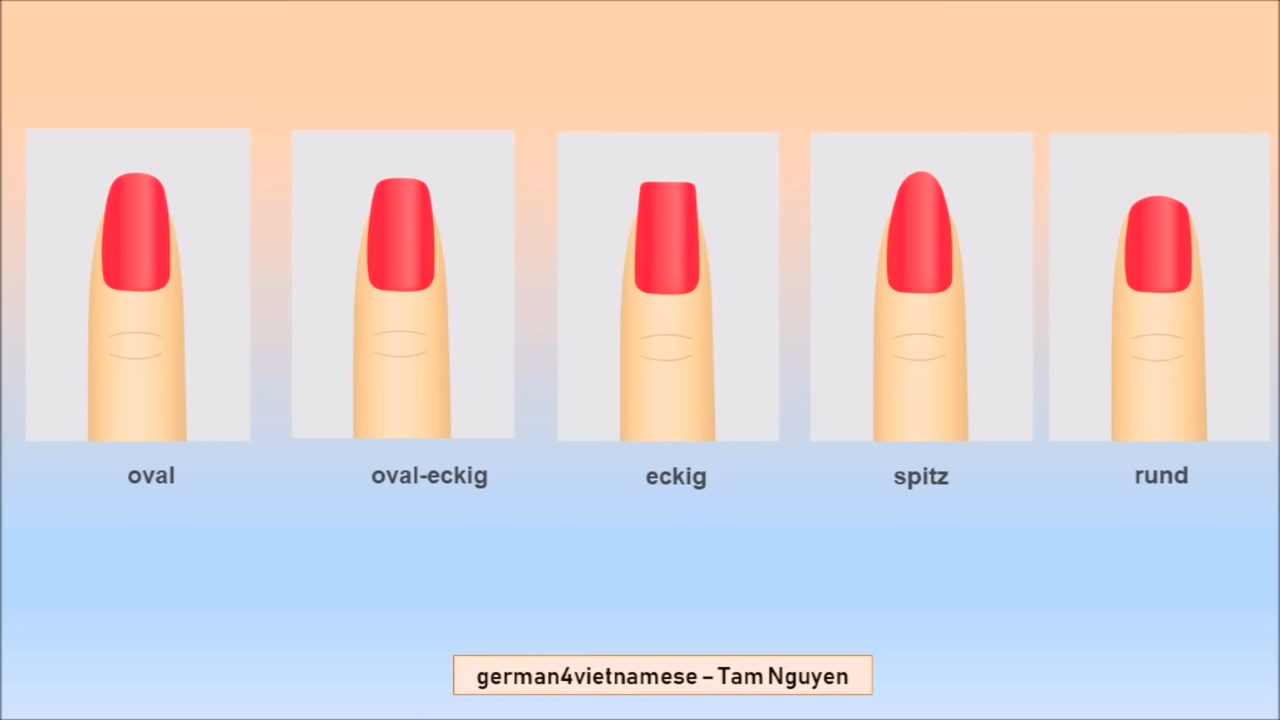 oval
oval-eckig
eckig
spitz
rund
german4vietnamese – Tam Nguyen